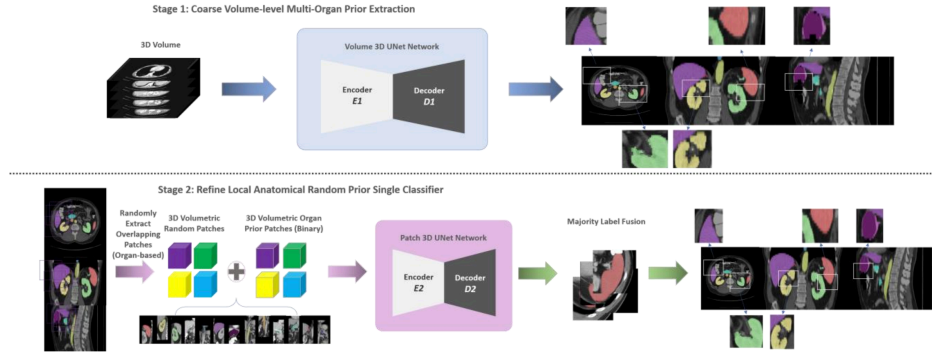 Stage 1: Coarse Volume-level Multi-Organ Prior Extraction
3D Volume
Volume 3D UNet Network
Encoder
E1
Decoder
D1
Stage 2: Refine Local Anatomical Random Prior Single Classifier
Randomly
Extract
Overlapping
Patches
(Organ-based)
3D Volumetric
Random Patches
3D Volumetric Organ
Prior Patches (Binary)
Patch 3D UNet Network
Encoder
E2
Decoder
D2
Majority Label Fusion